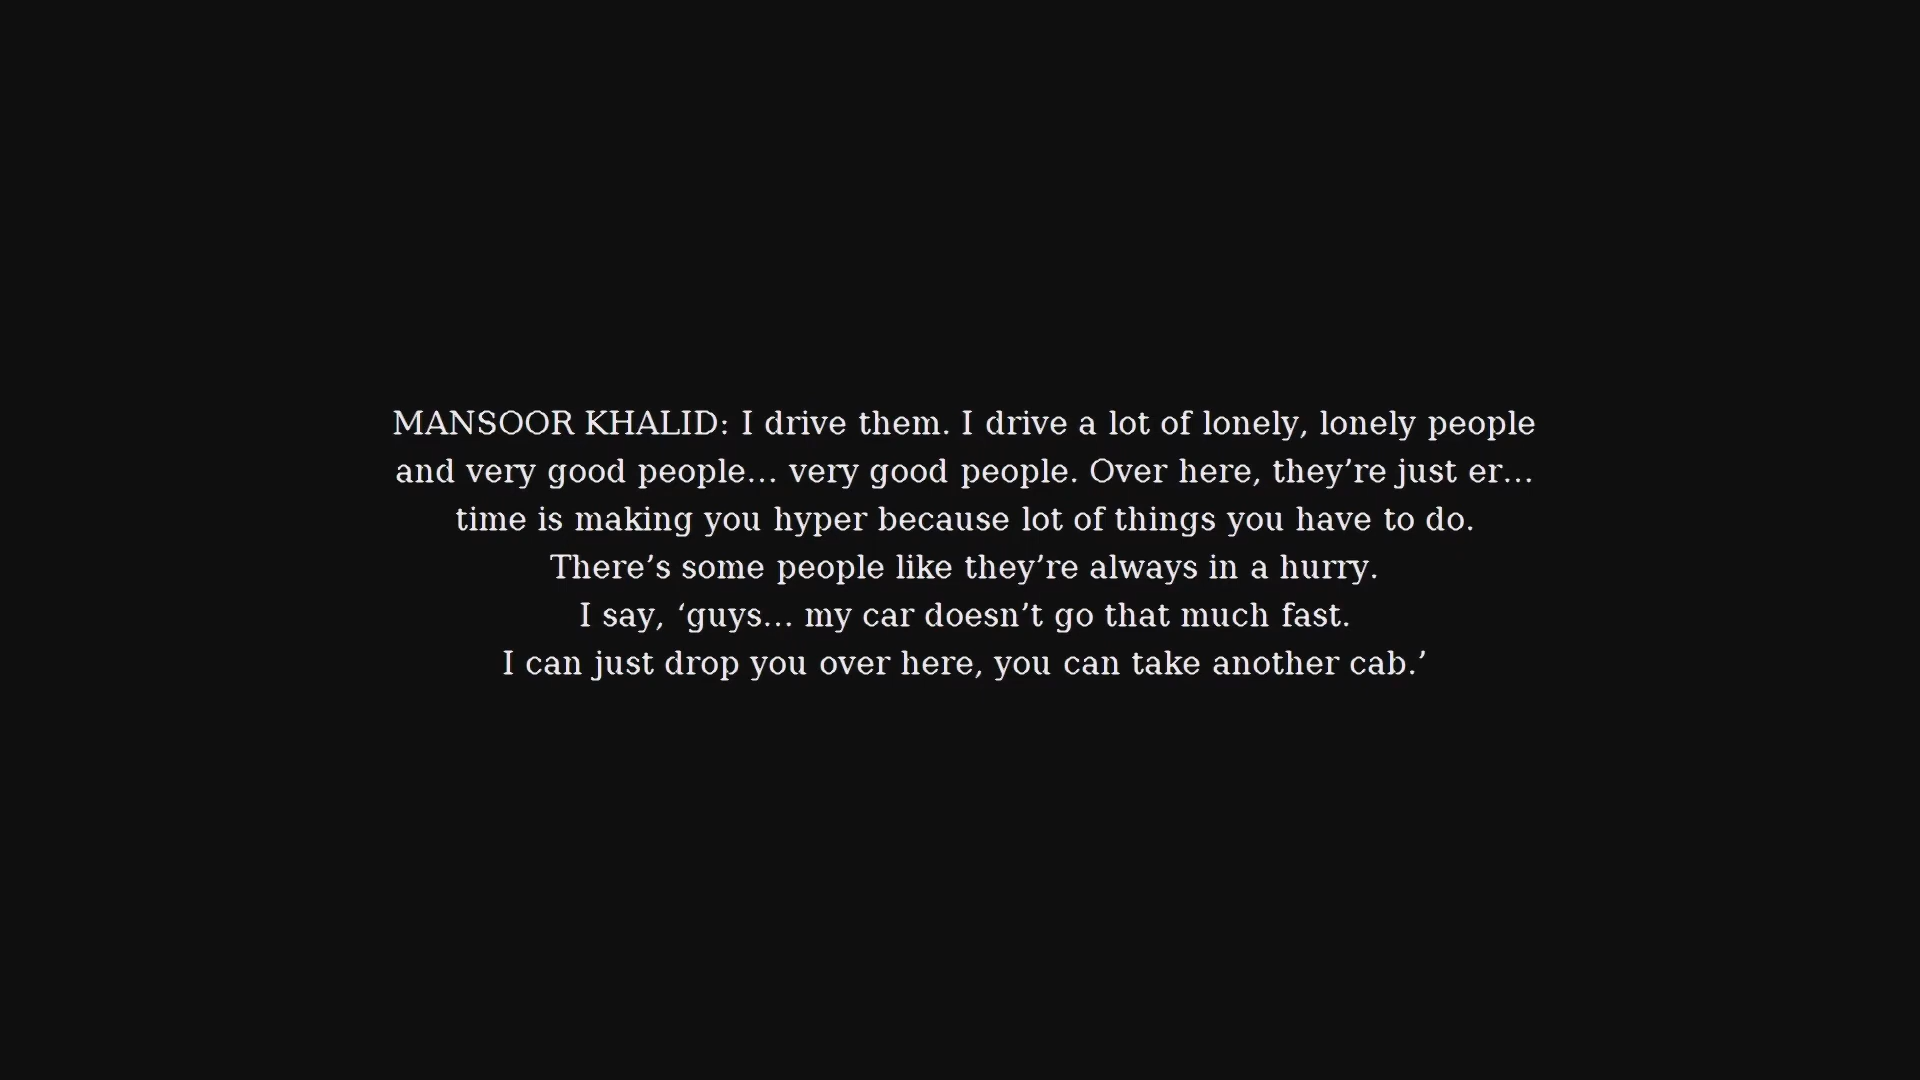 MANSOOR KHALID: I drive them. I drive a lot of lonely, lonely people
and very good people… very good people. Over here, they’re just er…
time is making you hyper because lot of things you have to do.
There’s some people like they’re always in a hurry.
I say, ‘guys… my car doesn’t go that much fast.
I can just drop you over here, you can take another cab.’